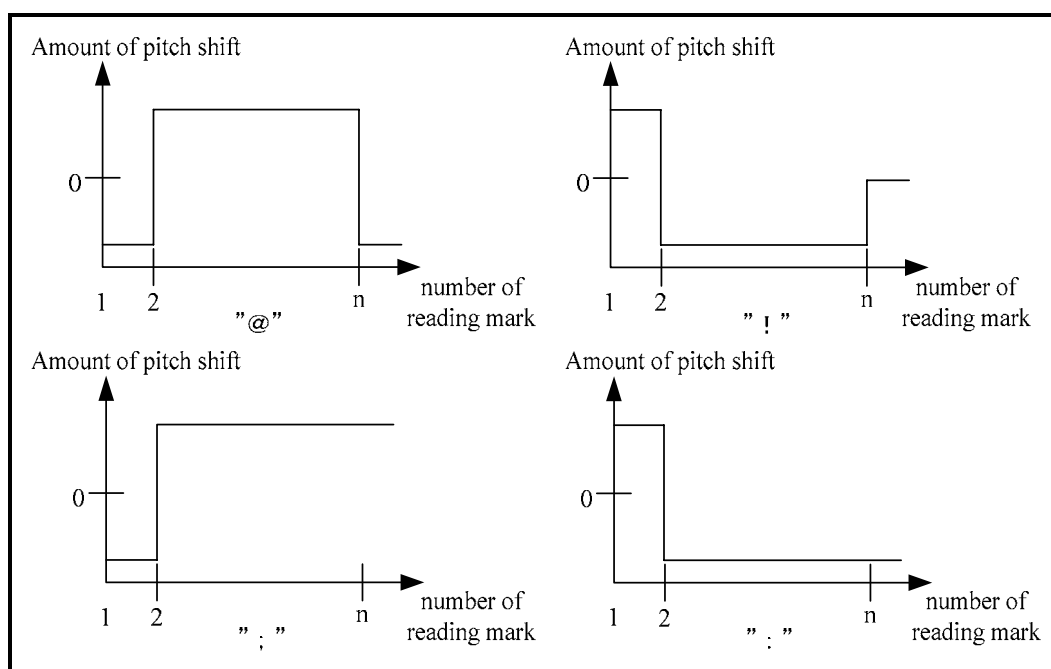 Amount of pitch shift
0
1
2
n
number of
reading mark
"@"
Amount of pitch shift
0
1
2
n
number of
reading mark
"!"
Amount of pitch shift
0
1
2
n
number of
reading mark
";"
Amount of pitch shift
0
1
2
n
number of
reading mark
":"